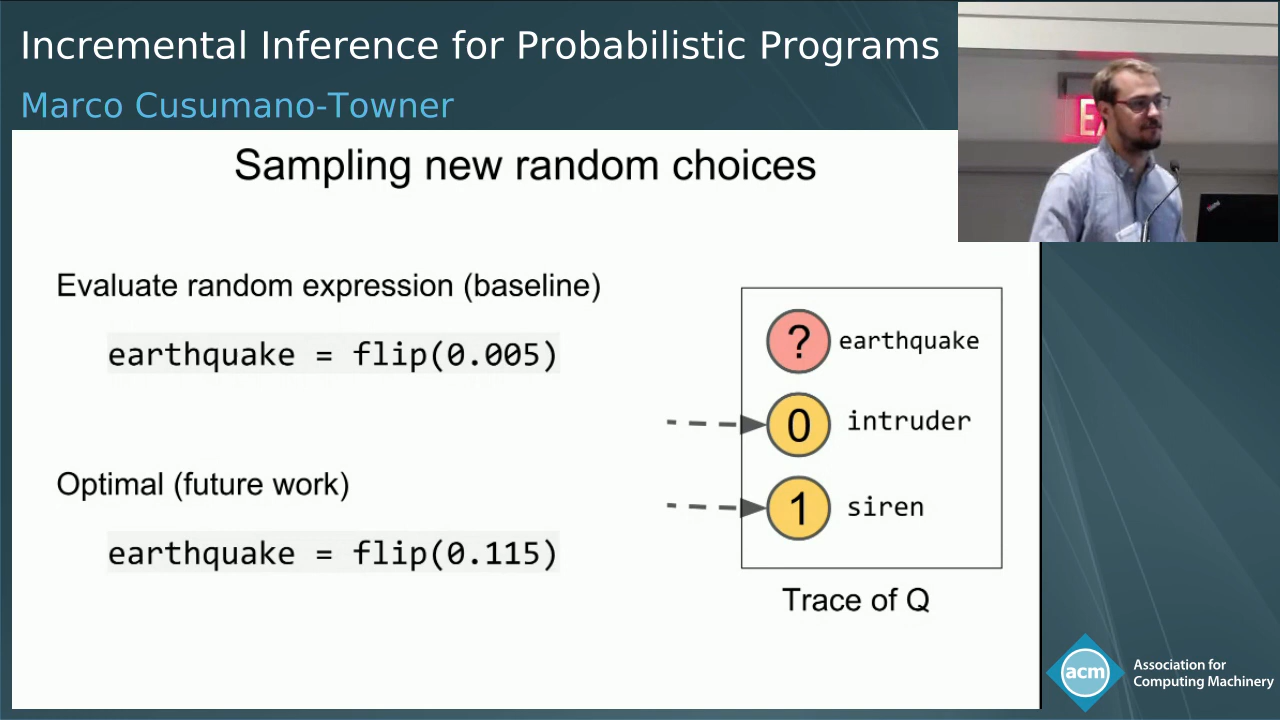 Incremental Inference for Probabilistic Programs
Marco Cusumano-Towner
Sampling new random choices
Evaluate random expression (baseline)
earthquake = flip(0.005)
Optimal (future work)
earthquake = flip(0.115)
? earthquake
0 intruder
1 siren
Trace of Q
acm
Association for
Computing Machinery